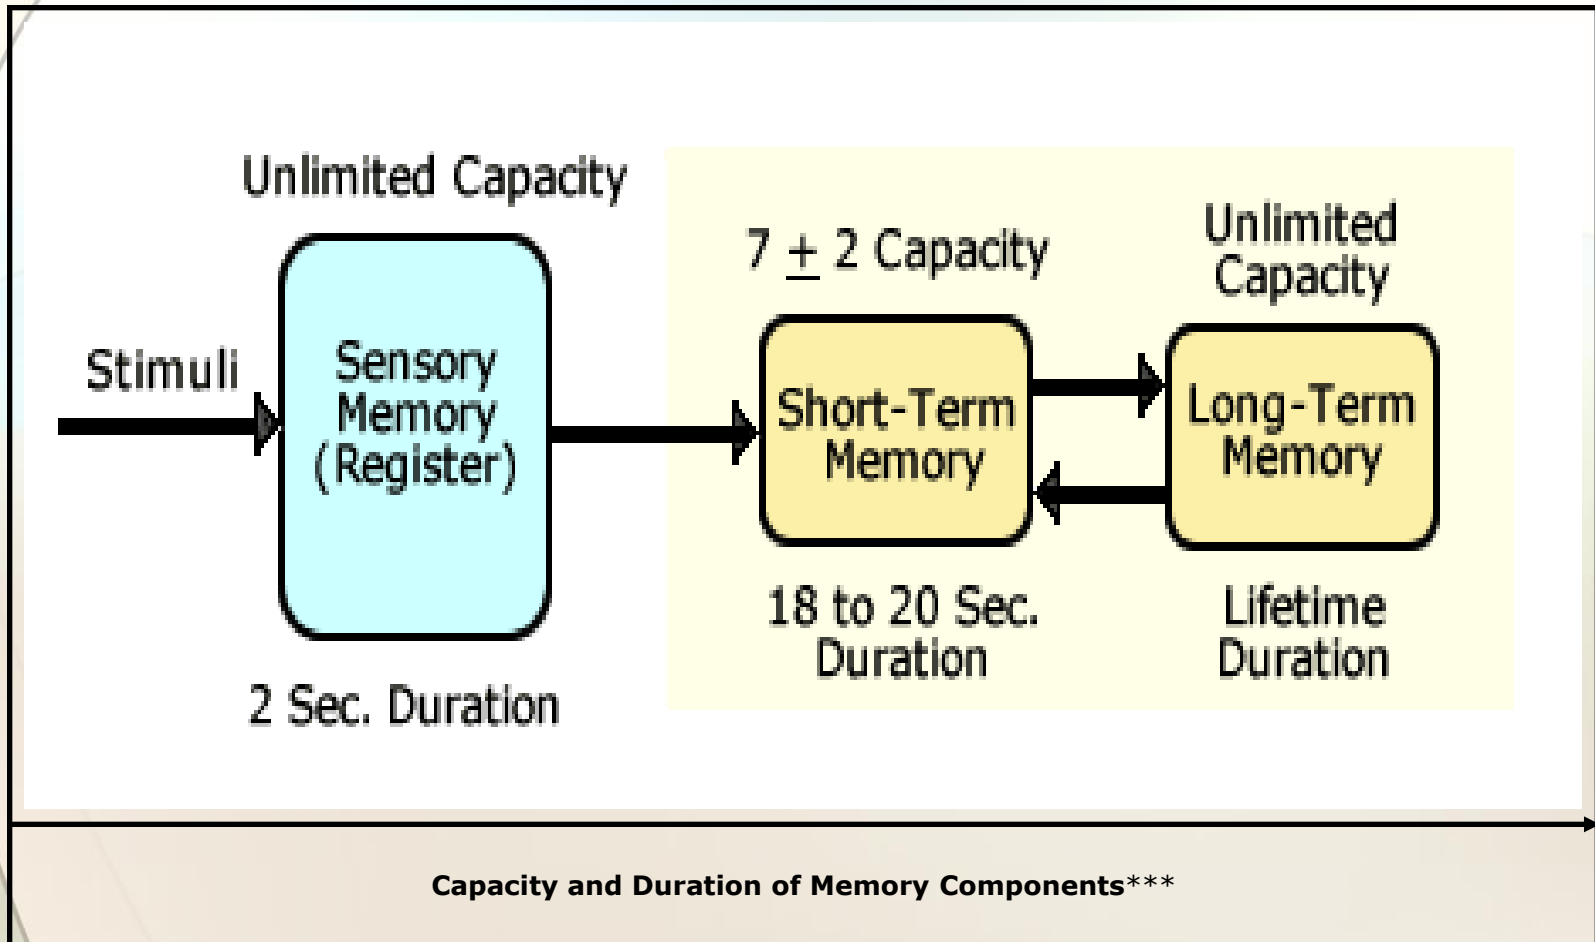 Unlimited Capacity
Stimuli
Sensory
Memory
(Register)
2 Sec. Duration
7 ± 2 Capacity
Short-Term
Memory
18 to 20 Sec.
Duration
Unlimited
Capacity
Long-Term
Memory
Lifetime
Duration
Capacity and Duration of Memory Components***